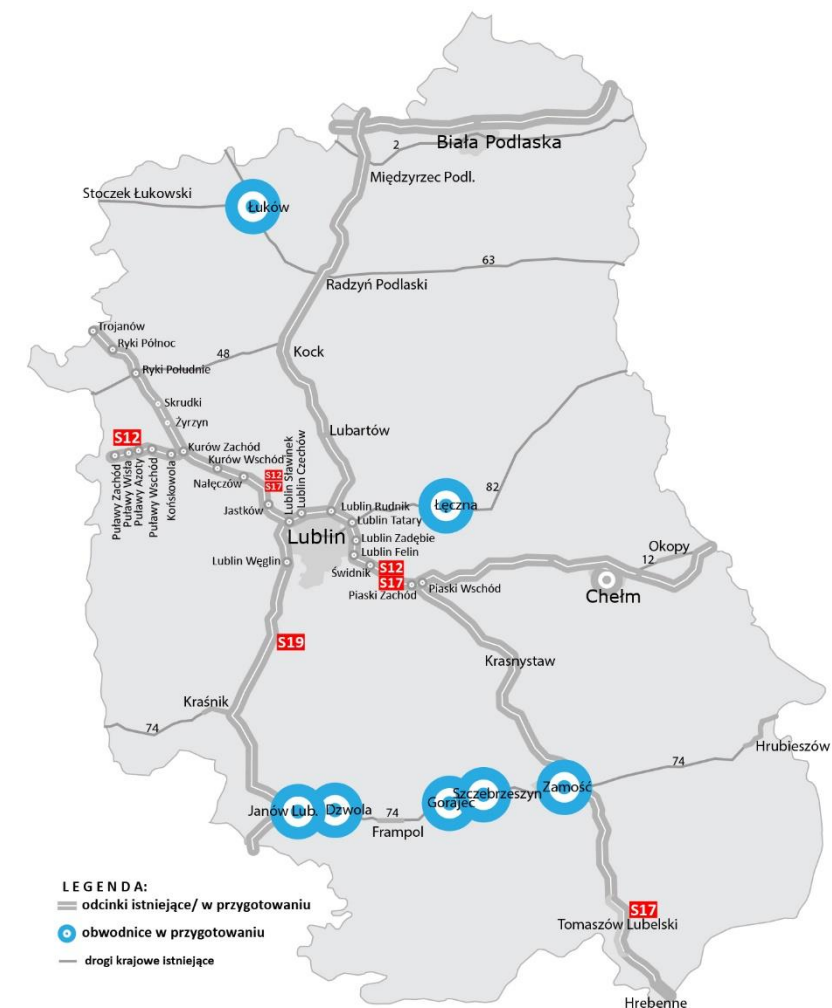 Biała Podlaska
2
Międzyrzec Podl.
Stoczek Łukowski
Łuków
63
Radzyń Podlaski
Trojanów
Ryki Północ
48
Kock
Ryki Południe
Skrudki
Żyrzyn
Lubartów
S12
Kurów Zachód
Kurów Wschód
Nałęczów
S12
S17
Jastków
Puławy Zachód
Puławy Wisła
Puławy Azoty
Puławy Wschód
Końskowola
Lublin Sławinek
Lublin Czechów
82
Łęczna
Lublin Rudnik
Lublin Tatary
Lublin
Lublin Zadębie
Lublin Felin
Lublin Węglin
Świdnik
S12
S17
Piaski Zachód
Piaski Wschód
Okopy
12
Chełm
S19
Krasnystaw
Kraśnik
74
Hrubieszów
74
Zamość
Szczebrzeszyn
Gorajec
Janów Lub.
Dzwola
74
Frampol
S17
Tomaszów Lubelski
Hrebenne
LEGENDA:
odcinki istniejące/ w przygotowaniu
obwodnice w przygotowaniu
drogi krajowe istniejące